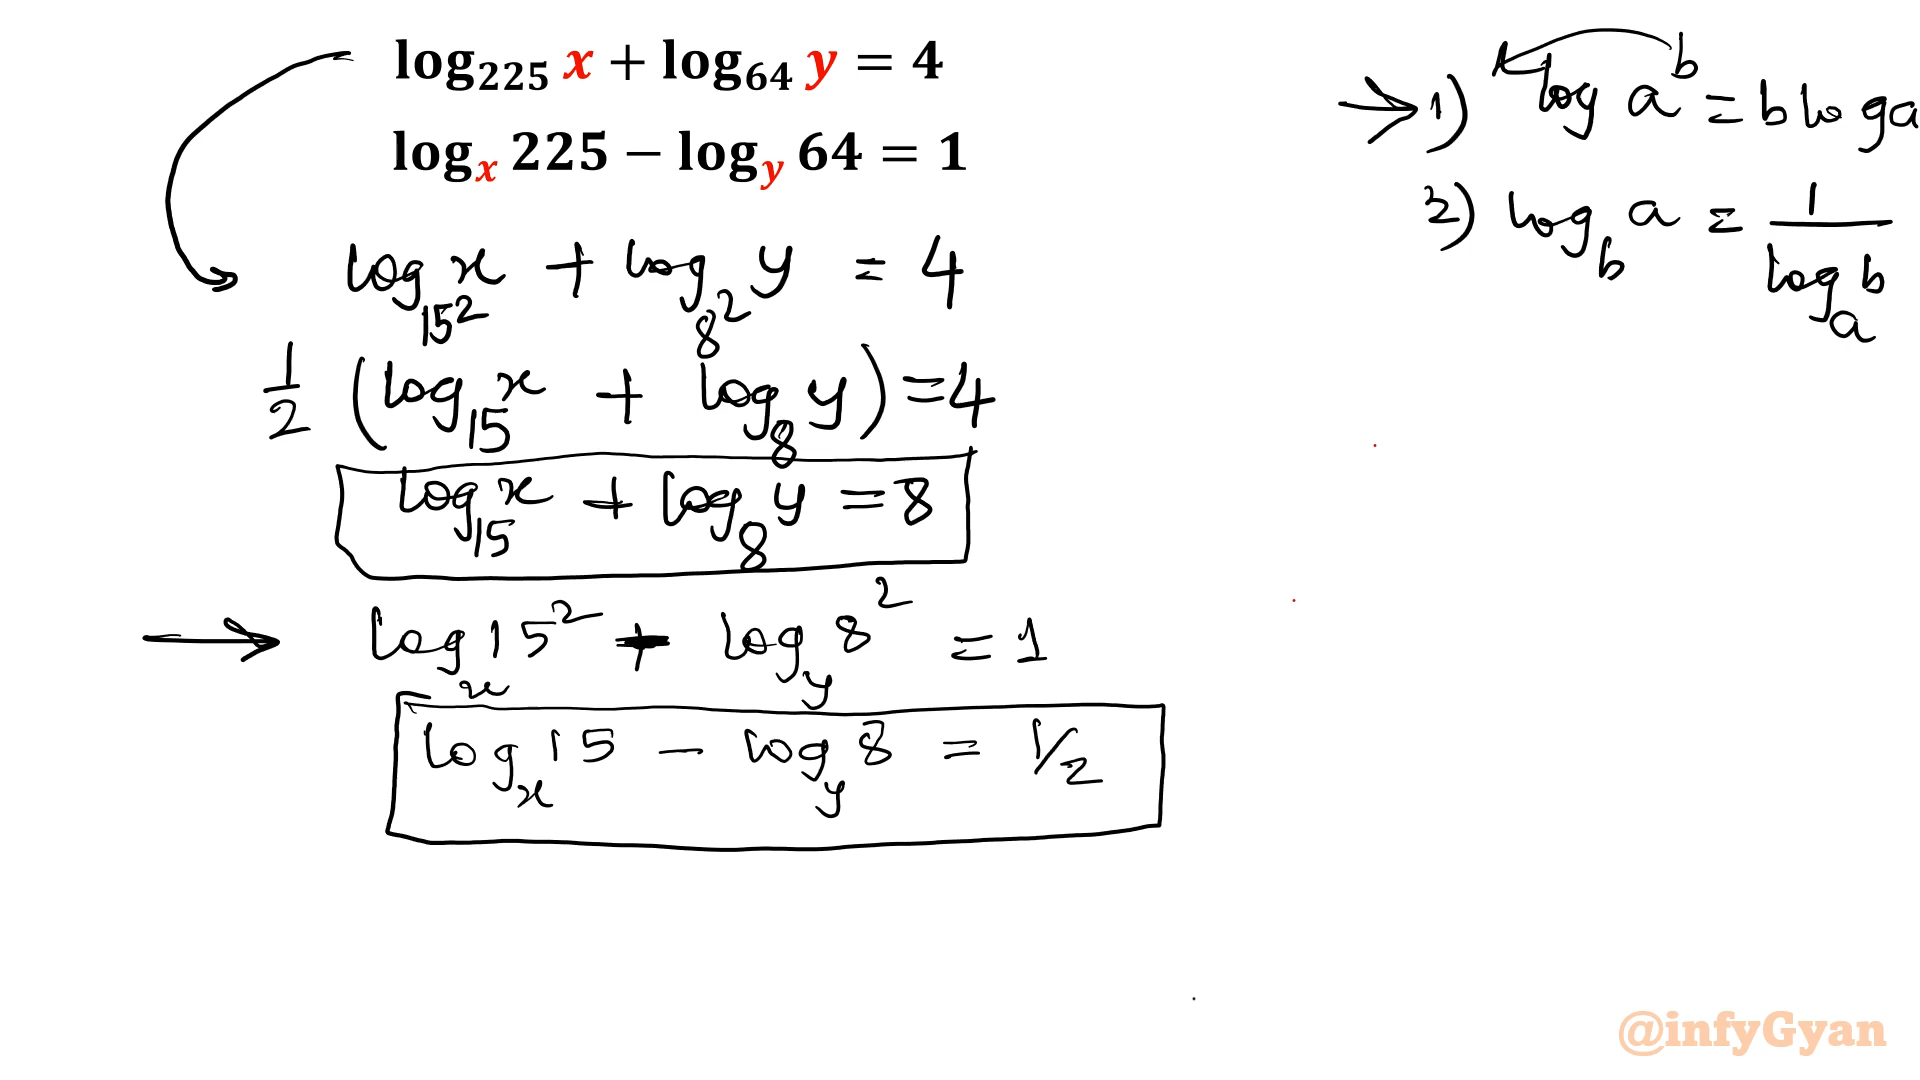 log₂₂₅ x + log₆₄ y = 4
logₓ 225 − log_y 64 = 1
log_{15²} x + log_{8²} y = 4
1/2 (log₁₅ x + log₈ y) = 4
log₁₅ x + log₈ y = 8
logₓ 15² - log_y 8² = 1
logₓ 15 − log_y 8 = 1/2
1) log a^b = b log a
2) log_b a = 1/log_a b
@infyGyan